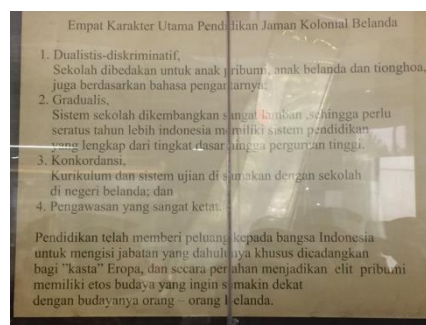 Empat Karakter Utama Pendidikan Jaman Kolonial Belanda
1. Dualistis-diskriminatif,
Sekolah dibedakan untuk anak pribumi, anak belanda dan tionghoa,
juga berdasarkan bahasa pengantarnya;
2. Gradualis,
Sistem sekolah dikembangkan sangat lamban ,sehingga perlu
seratus tahun lebih indonesia memiliki sistem pendidikan
yang lengkap dari tingkat dasar hingga perguruan tinggi.
3. Konkordansi,
Kurikulum dan sistem ujian di samakan dengan sekolah
di negeri belanda; dan
4. Pengawasan yang sangat ketat.
Pendidikan telah memberi peluang kepada bangsa Indonesia
untuk mengisi jabatan yang dahulunya khusus dicadangkan
bagi "kasta" Eropa, dan secara perlahan menjadikan elit pribumi
memiliki etos budaya yang ingin semakin dekat
dengan budayanya orang – orang belanda.